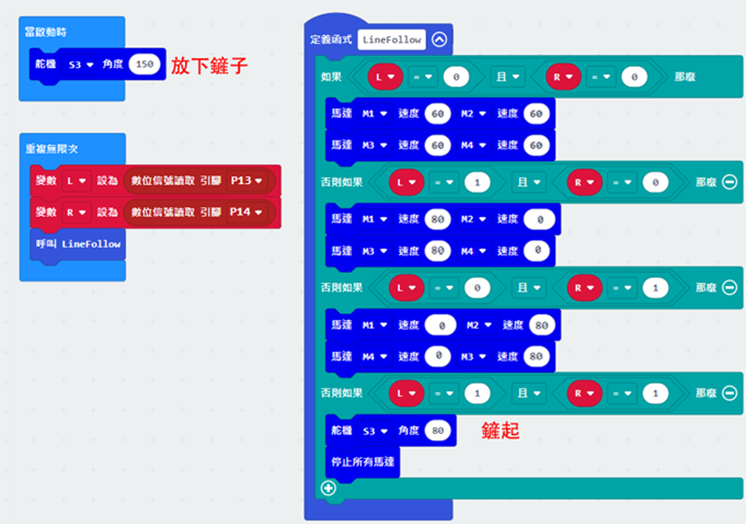 當啟動時
舵機 S3 角度 150
放下鏟子
重複無限次
變數 L 設為 數位信號讀取 引腳 P13
變數 R 設為 數位信號讀取 引腳 P14
呼叫 LineFollow
定義函式 LineFollow
如果 L = 0 且 R = 0 那麼
馬達 M1 速度 60 M2 速度 60
馬達 M3 速度 60 M4 速度 60
否則如果 L = 1 且 R = 0 那麼
馬達 M1 速度 80 M2 速度 0
馬達 M3 速度 80 M4 速度 0
否則如果 L = 0 且 R = 1 那麼
馬達 M1 速度 0 M2 速度 80
馬達 M4 速度 0 M3 速度 80
否則如果 L = 1 且 R = 1 那麼
舵機 S3 角度 80
鏟起
停止所有馬達